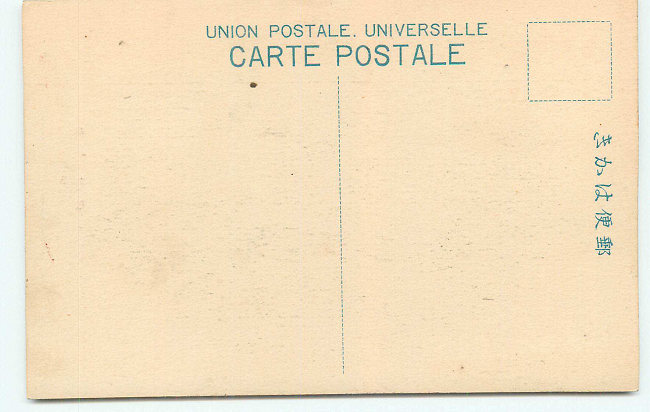 UNION POSTALE. UNIVERSELLE
CARTE POSTALE
郵便はかき